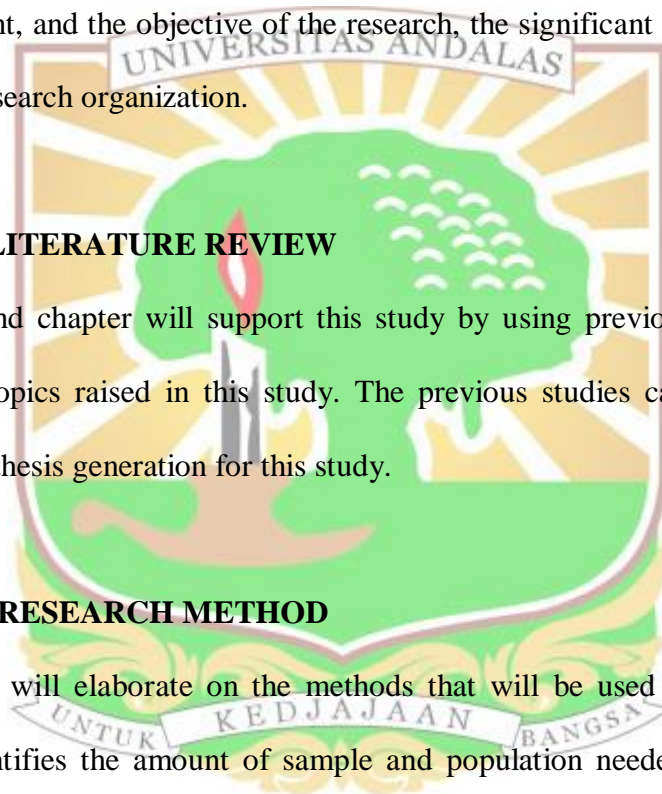 nt, and the objective of the research, the significant
UNIVERSITAS ANDALAS
search organization.
LITERATURE REVIEW
nd chapter will support this study by using previo
opics raised in this study. The previous studies ca
thesis generation for this study.
RESEARCH METHOD
will elaborate on the methods that will be used
UNTUK KEDJAJAAN BANGSA
ntifies the amount of sample and population neede